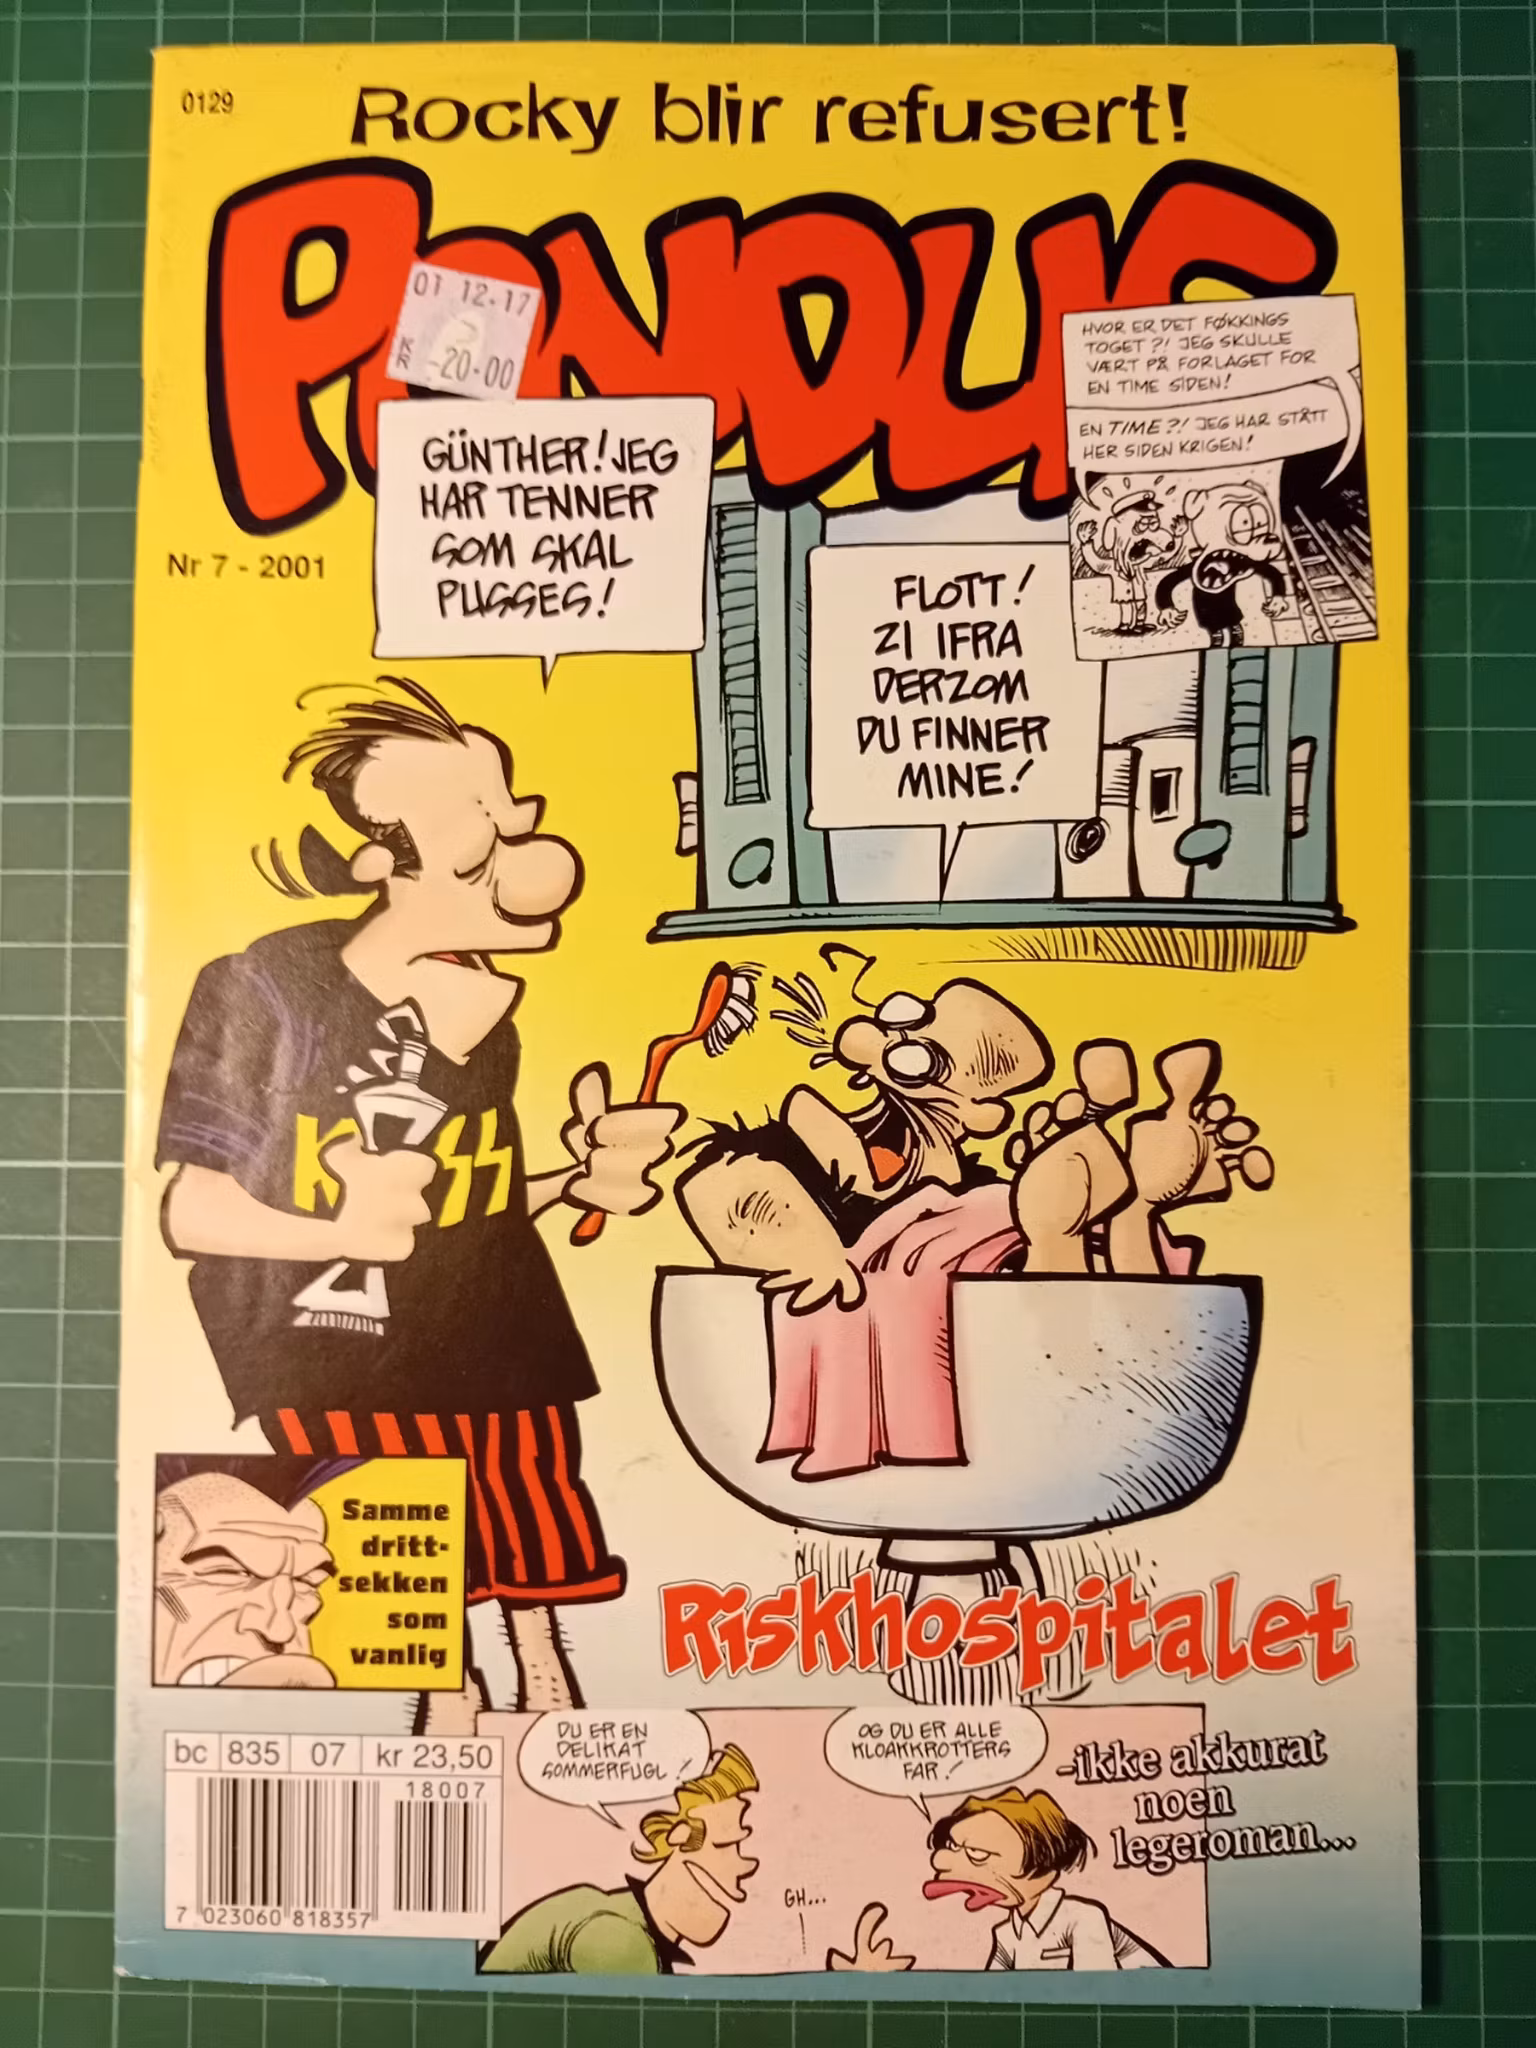 0129
Rocky blir refusert!
PONDUS
01 12.17
KR -20.00
Nr 7 - 2001
HVOR ER DET FØKKINGS
TOGET?! JEG SKULLE
VÆRT PÅ FORLAGET FOR
EN TIME SIDEN!
EN TIME?! JEG HAR STÅTT
HER SIDEN KRIGEN!
GÜNTHER! JEG
HAR TENNER
SOM SKAL
PUSSES!
FLOTT!
ZI IFRA
DERZOM
DU FINNER
MINE!
K SS
Samme
dritt-
sekken
som
vanlig
Riskhospitalet
-ikke akkurat
noen
legeroman...
DU ER EN
DELIKAT
SOMMERFUGL!
OG DU ER ALLE
KLOAKKROTTERS
FAR!
GH...
bc 835 07 kr 23,50
18007
7 023060 818357